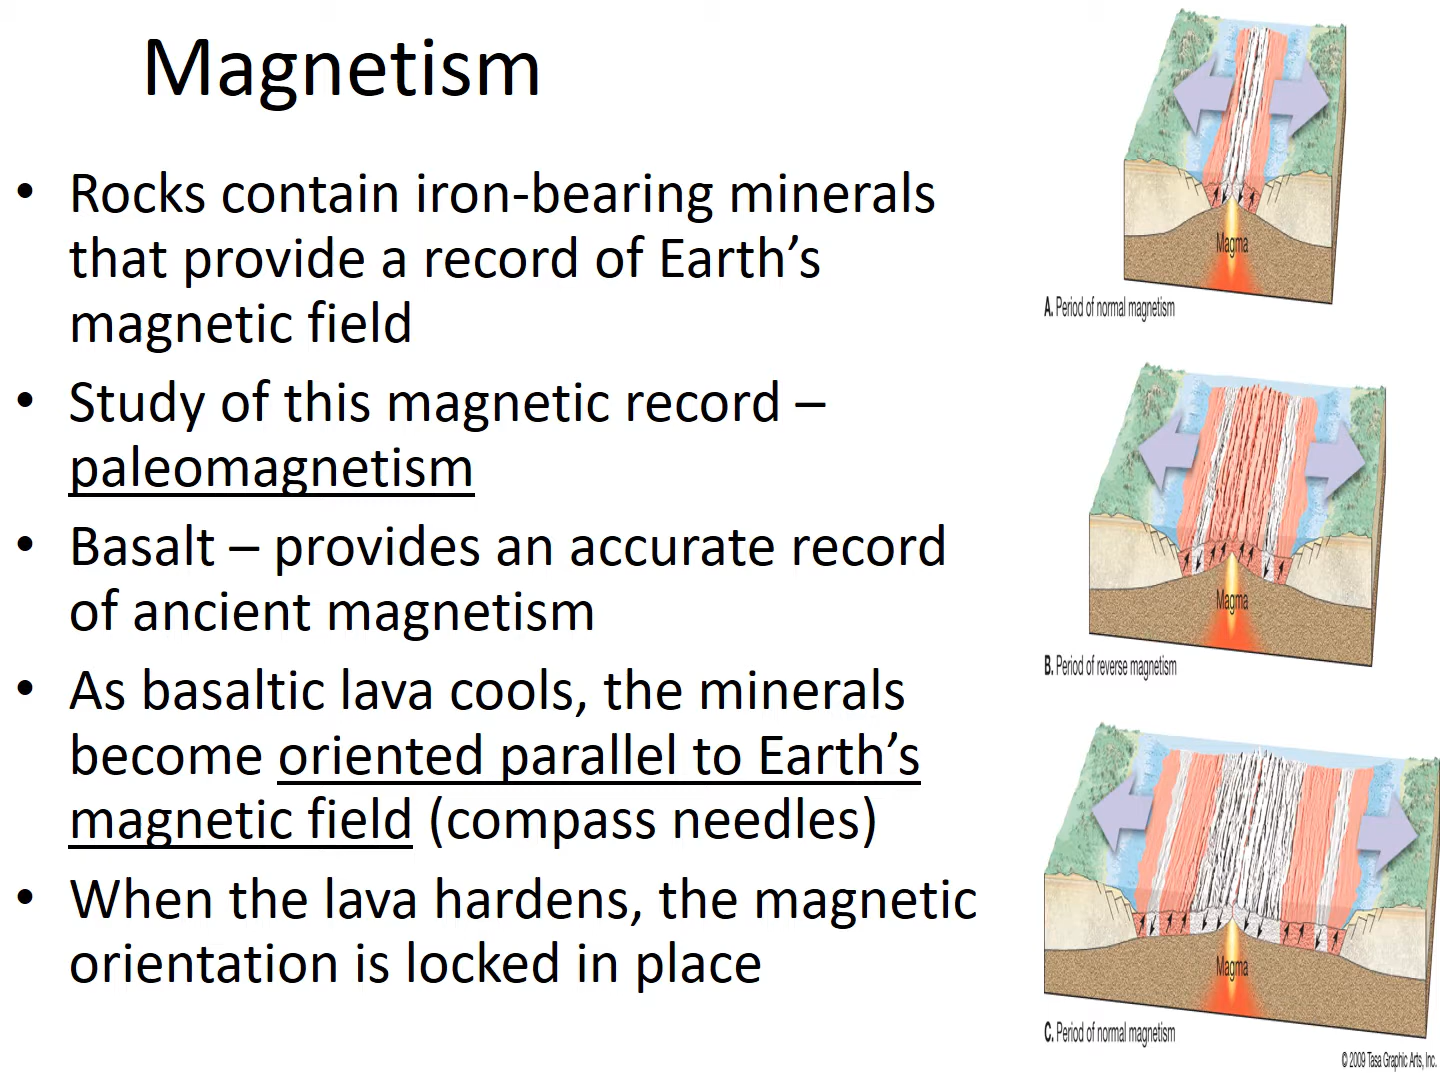 Magnetism
• Rocks contain iron-bearing minerals
that provide a record of Earth’s
magnetic field
• Study of this magnetic record –
paleomagnetism
• Basalt – provides an accurate record
of ancient magnetism
• As basaltic lava cools, the minerals
become oriented parallel to Earth’s
magnetic field (compass needles)
• When the lava hardens, the magnetic
orientation is locked in place
Magma
A. Period of normal magnetism
Magma
B. Period of reverse magnetism
Magma
C. Period of normal magnetism
© 2009 Tasa Graphic Arts, Inc.